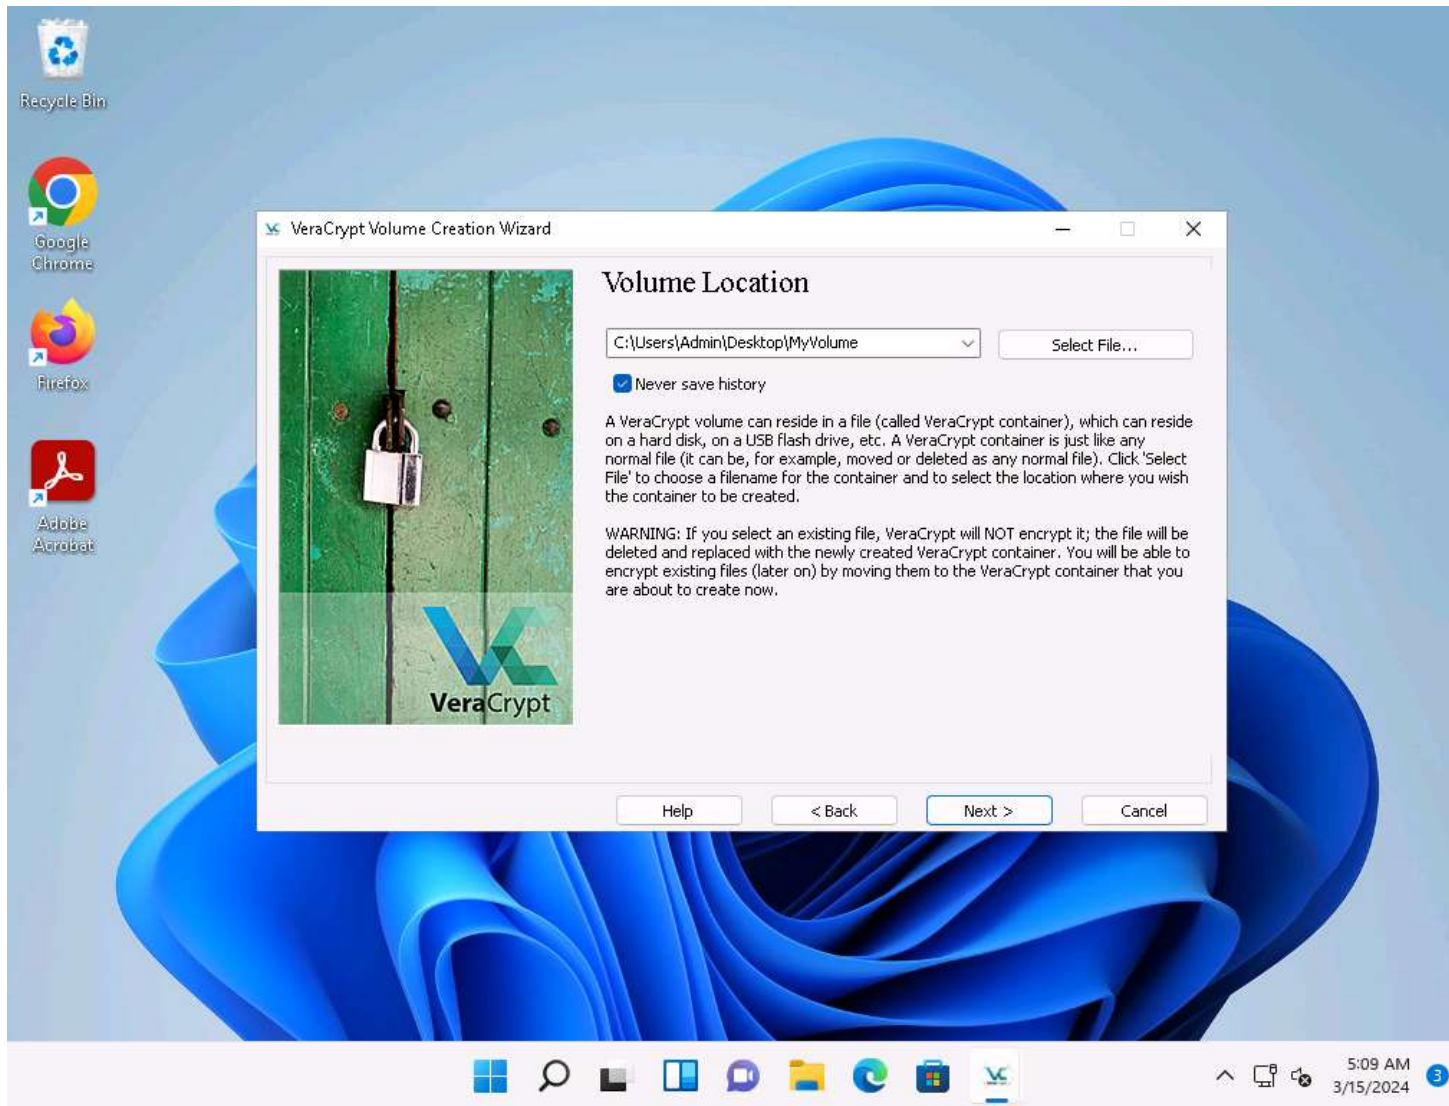 Recycle Bin
Google
Chrome
Firefox
Adobe
Acrobat
VeraCrypt Volume Creation Wizard
Volume Location
C:\Users\Admin\Desktop\MyVolume
Select File...
Never save history
A VeraCrypt volume can reside in a file (called VeraCrypt container), which can reside
on a hard disk, on a USB flash drive, etc. A VeraCrypt container is just like any
normal file (it can be, for example, moved or deleted as any normal file). Click 'Select
File' to choose a filename for the container and to select the location where you wish
the container to be created.
WARNING: If you select an existing file, VeraCrypt will NOT encrypt it; the file will be
deleted and replaced with the newly created VeraCrypt container. You will be able to
encrypt existing files (later on) by moving them to the VeraCrypt container that you
are about to create now.
VeraCrypt
Help
< Back
Next >
Cancel
5:09 AM
3/15/2024
3